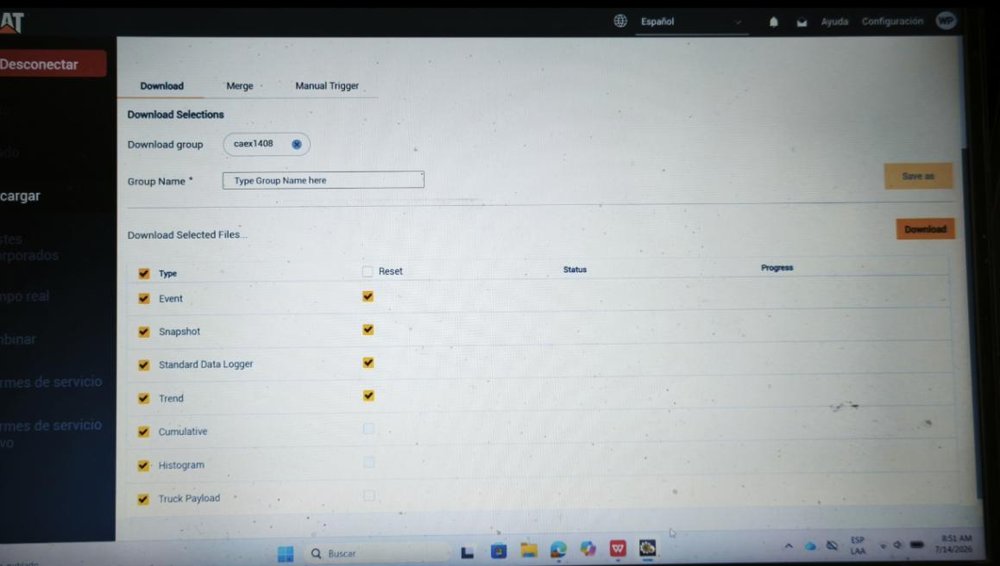 AT
Español
Ayuda
Configuración
WP
Desconectar
Download
Merge
Manual Trigger
Download Selections
Download group
caex1408
cargar
Group Name *
Type Group Name here
Save as
Download Selected Files...
Download
Type
Reset
Status
Progress
Event
Snapshot
Standard Data Logger
Trend
Cumulative
Histogram
Truck Payload
po real
binar
rmes de servicio
rmes de servicio
vo
Buscar
ESP
LAA
8:51 AM
7/14/2026